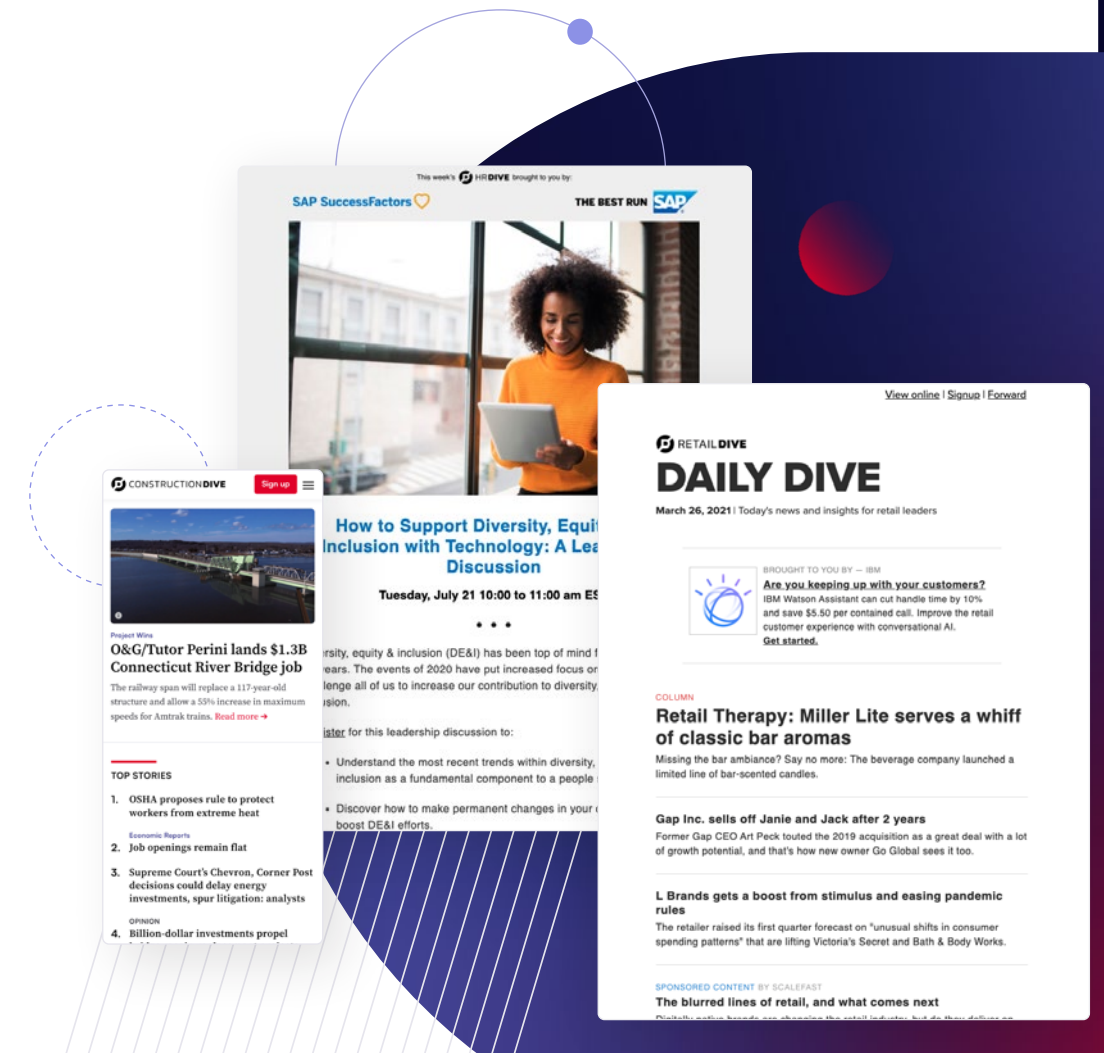 This week's HRDIVE brought to you by:
SAP SuccessFactors
THE BEST RUN SAP
How to Support Diversity, Equit
Inclusion with Technology: A Lea
Discussion
Tuesday, July 21 10:00 to 11:00 am ES
• • •
rsity, equity & inclusion (DE&I) has been top of mind f
ears. The events of 2020 have put increased focus on
lenge all of us to increase our contribution to diversity,
usion.
ister for this leadership discussion to:
• Understand the most recent trends within diversity,
inclusion as a fundamental component to a people
• Discover how to make permanent changes in your
boost DE&I efforts.
CONSTRUCTIONDIVE
Sign up
Project Wins
O&G/Tutor Perini lands $1.3B
Connecticut River Bridge job
The railway span will replace a 117-year-old
structure and allow a 55% increase in maximum
speeds for Amtrak trains. Read more →
TOP STORIES
1. OSHA proposes rule to protect
workers from extreme heat
Economic Reports
2. Job openings remain flat
3. Supreme Court's Chevron, Corner Post
decisions could delay energy
investments, spur litigation: analysts
OPINION
4. Billion-dollar investments propel
View online | Signup | Forward
RETAILDIVE
DAILY DIVE
March 26, 2021 | Today's news and insights for retail leaders
BROUGHT TO YOU BY — IBM
Are you keeping up with your customers?
IBM Watson Assistant can cut handle time by 10%
and save $5.50 per contained call. Improve the retail
customer experience with conversational AI.
Get started.
COLUMN
Retail Therapy: Miller Lite serves a whiff
of classic bar aromas
Missing the bar ambiance? Say no more: The beverage company launched a
limited line of bar-scented candles.
Gap Inc. sells off Janie and Jack after 2 years
Former Gap CEO Art Peck touted the 2019 acquisition as a great deal with a lot
of growth potential, and that's how new owner Go Global sees it too.
L Brands gets a boost from stimulus and easing pandemic
rules
The retailer raised its first quarter forecast on "unusual shifts in consumer
spending patterns" that are lifting Victoria's Secret and Bath & Body Works.
SPONSORED CONTENT BY SCALEFAST
The blurred lines of retail, and what comes next
Digitally native brands are changing the retail industry, but do they deliver on